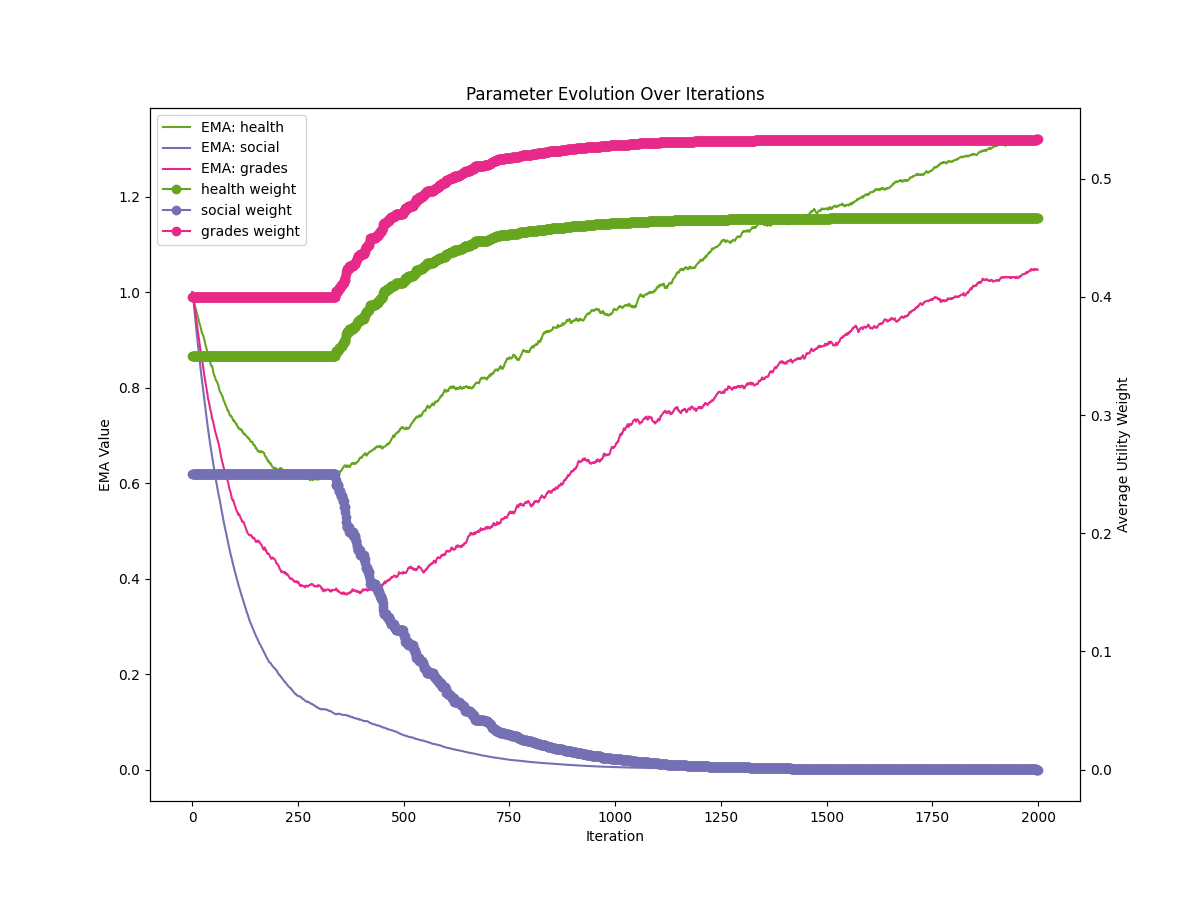 Parameter Evolution Over Iterations
EMA: health
EMA: social
EMA: grades
health weight
social weight
grades weight
EMA Value
1.2
1.0
0.8
0.6
0.4
0.2
0.0
0.5
0.4
0.3
0.2
0.1
0.0
Average Utility Weight
0 250 500 750 1000 1250 1500 1750 2000
Iteration